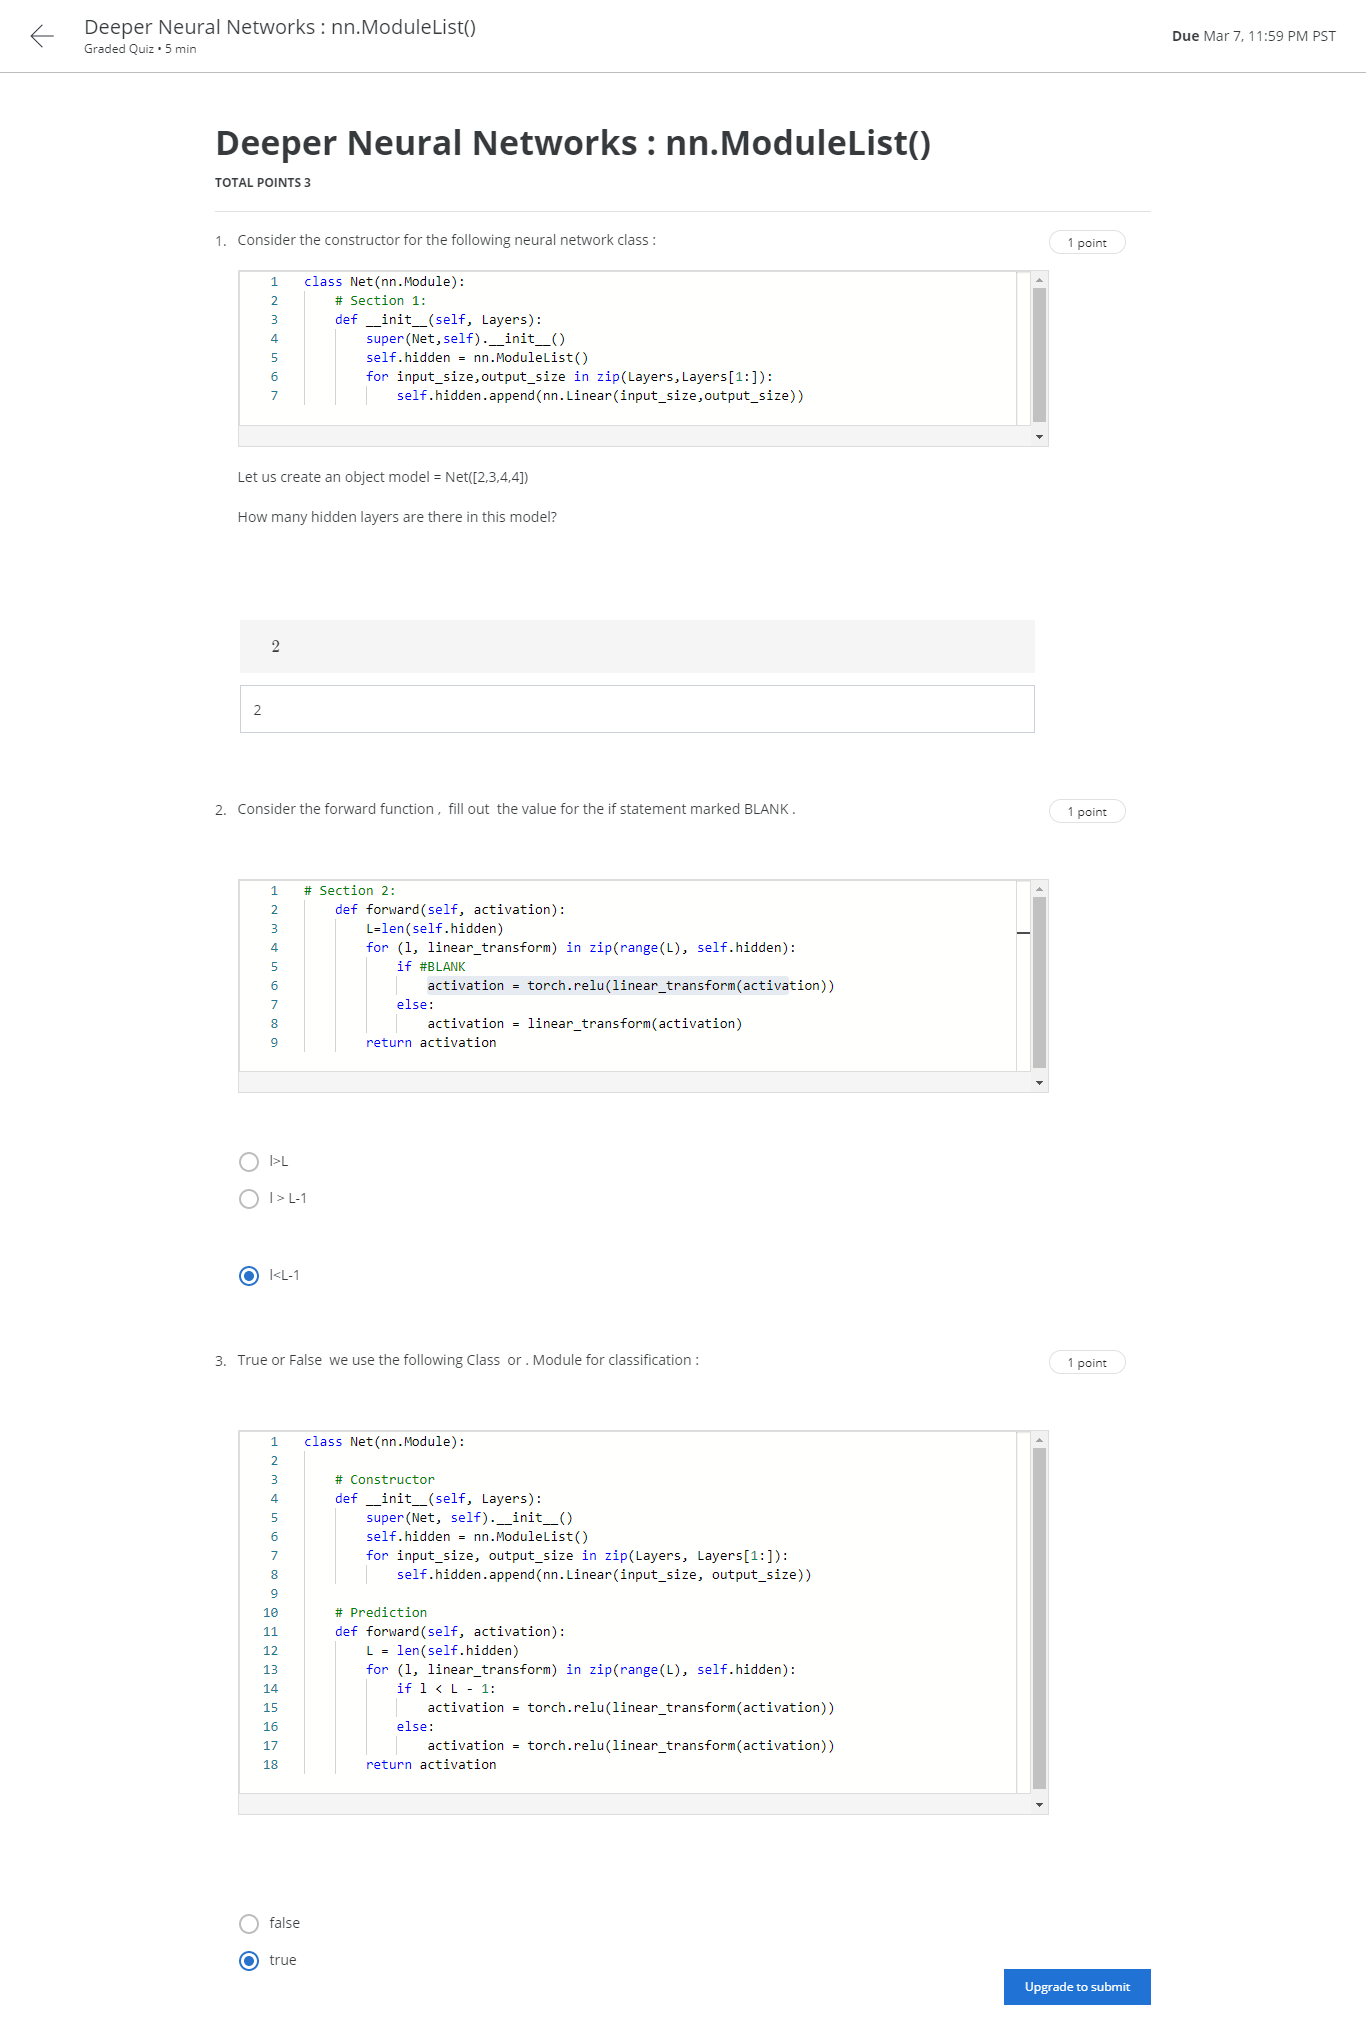 Deeper Neural Networks : nn.ModuleList()
Graded Quiz • 5 min
Due Mar 7, 11:59 PM PST
Deeper Neural Networks : nn.ModuleList()
TOTAL POINTS 3
1. Consider the constructor for the following neural network class :
1 point
1 class Net(nn.Module):
2 # Section 1:
3 def __init__(self, Layers):
4 super(Net,self).__init__()
5 self.hidden = nn.ModuleList()
6 for input_size,output_size in zip(Layers,Layers[1:]):
7 self.hidden.append(nn.Linear(input_size,output_size))
Let us create an object model = Net([2,3,4,4])
How many hidden layers are there in this model?
2
2
2. Consider the forward function , fill out the value for the if statement marked BLANK .
1 point
1 # Section 2:
2 def forward(self, activation):
3 L=len(self.hidden)
4 for (l, linear_transform) in zip(range(L), self.hidden):
5 if #BLANK
6 activation = torch.relu(linear_transform(activation))
7 else:
8 activation = linear_transform(activation)
9 return activation
l>L
l > L-1
l<L-1
3. True or False we use the following Class or . Module for classification :
1 point
1 class Net(nn.Module):
2
3 # Constructor
4 def __init__(self, Layers):
5 super(Net, self).__init__()
6 self.hidden = nn.ModuleList()
7 for input_size, output_size in zip(Layers, Layers[1:]):
8 self.hidden.append(nn.Linear(input_size, output_size))
9
10 # Prediction
11 def forward(self, activation):
12 L = len(self.hidden)
13 for (l, linear_transform) in zip(range(L), self.hidden):
14 if l < L - 1:
15 activation = torch.relu(linear_transform(activation))
16 else:
17 activation = torch.relu(linear_transform(activation))
18 return activation
false
true
Upgrade to submit